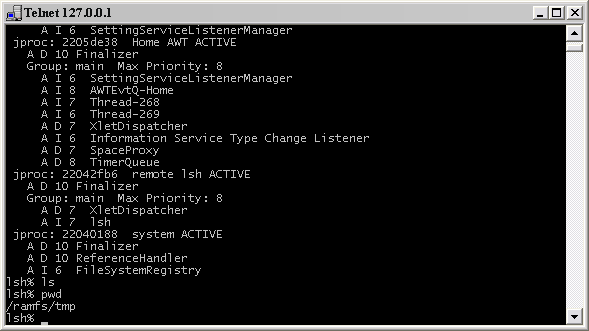 Telnet 127.0.0.1
A I 6 SettingServiceListenerManager
jproc: 2205de38 Home AWT ACTIVE
A D 10 Finalizer
Group: main Max Priority: 8
A I 6 SettingServiceListenerManager
A I 8 AWTEvtQ-Home
A I 7 Thread-268
A I 6 Thread-269
A D 7 XletDispatcher
A I 6 Information Service Type Change Listener
A D 7 SpaceProxy
A D 8 TimerQueue
jproc: 22042fb6 remote lsh ACTIVE
A D 10 Finalizer
Group: main Max Priority: 8
A D 7 XletDispatcher
A I 7 lsh
jproc: 22040188 system ACTIVE
A D 10 Finalizer
A D 10 ReferenceHandler
A I 6 FileSystemRegistry
lsh% ls
lsh% pwd
/ramfs/tmp
lsh%